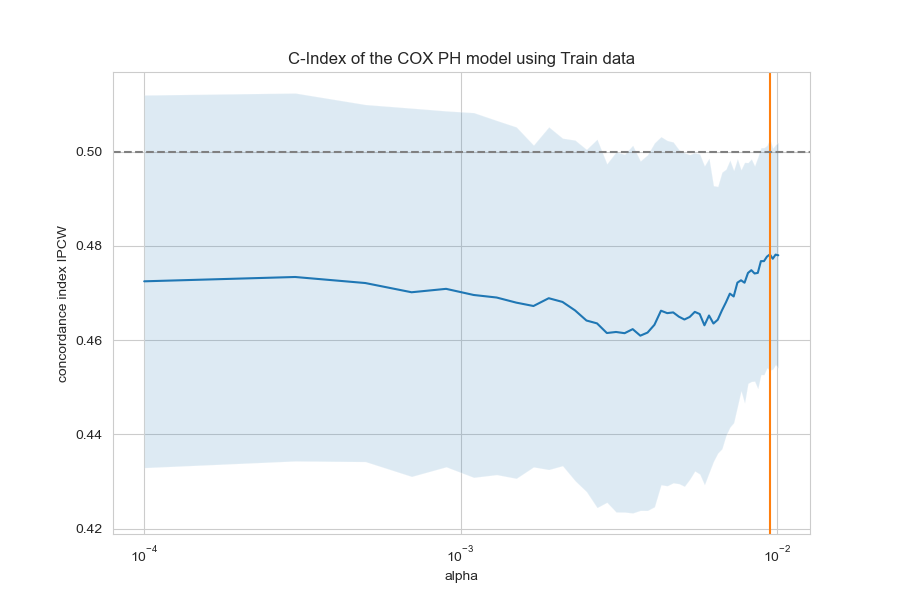 C-Index of the COX PH model using Train data
concordance index IPCW
0.50
0.48
0.46
0.44
0.42
10⁻⁴
10⁻³
10⁻²
alpha